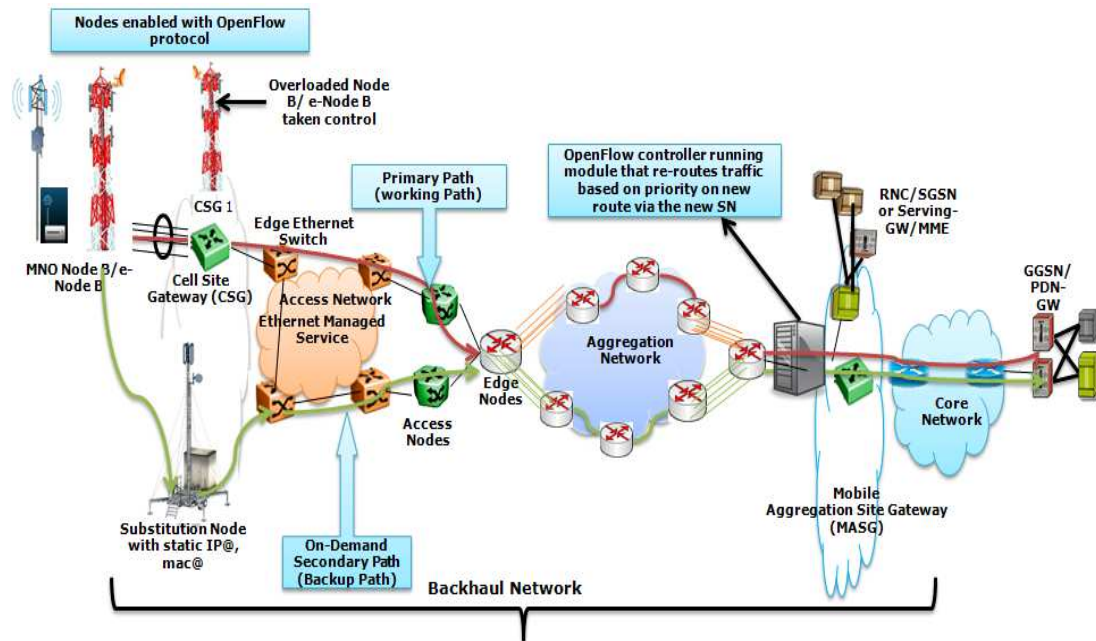 Nodes enabled with OpenFlow
protocol
Overloaded Node
B/ e-Node B
taken control
OpenFlow controller running
module that re-routes traffic
based on priority on new
route via the new SN
Primary Path
(working Path)
RNC/SGSN
or Serving-
GW/MME
CSG 1
Edge Ethernet
Switch
MNO Node B/e-
Node B
Cell Site
Gateway (CSG)
Access Network
Ethernet Managed
Service
GGSN/
PDN-
GW
Aggregation
Network
Edge
Nodes
Access
Nodes
Core
Network
Substitution Node
with static IP@,
mac@
On-Demand
Secondary Path
(Backup Path)
Mobile
Aggregation Site Gateway
(MASG)
Backhaul Network